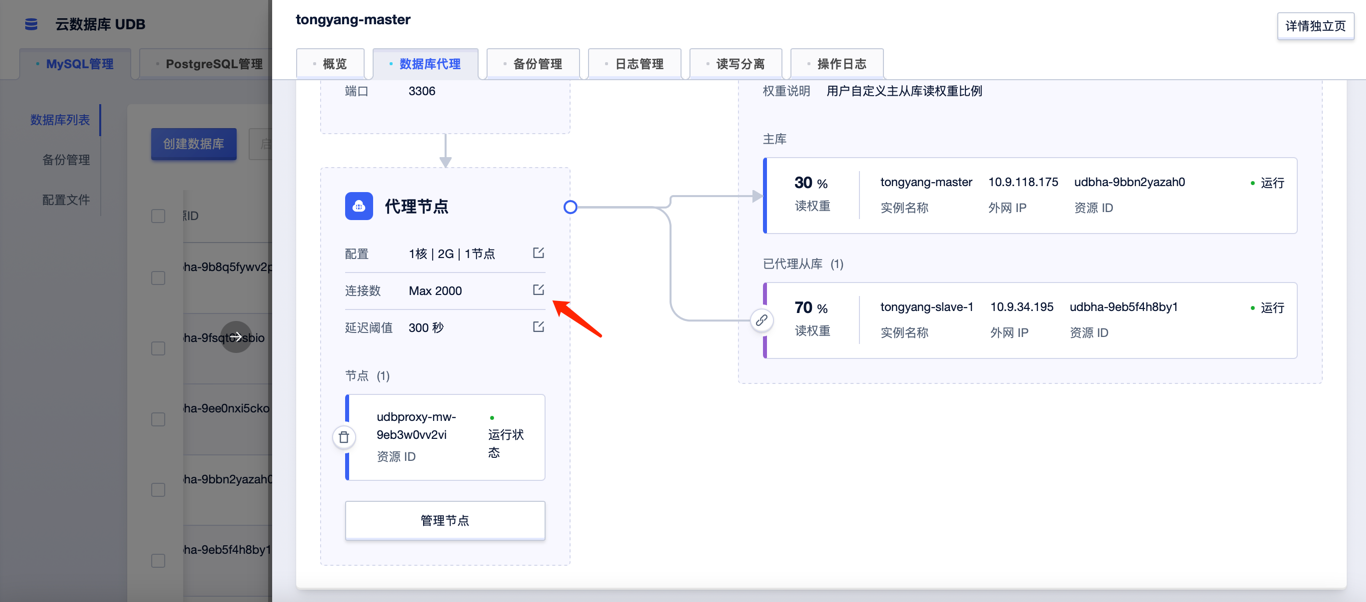 云数据库 UDB
MySQL管理
PostgreSQL管理
数据库列表
备份管理
配置文件
创建数据库
ID
ha-9b8q5fywv2p
ha-9ee0nxi5cko
ha-9bbn2yazah0
ha-9eb5f4h8by1
tongyang-master
详情独立页
概览
数据库代理
备份管理
日志管理
读写分离
操作日志
端口 3306
代理节点
配置 1核 | 2G | 1节点
连接数 Max 2000
延迟阈值 300 秒
节点 (1)
udbproxy-mw-
9eb3w0vv2vi
资源 ID
运行状
态
管理节点
权重说明 用户自定义主从库读权重比例
主库
30 % tongyang-master 10.9.118.175 udbha-9bbn2yazah0 运行
读权重 实例名称 外网 IP 资源 ID
已代理从库 (1)
70 % tongyang-slave-1 10.9.34.195 udbha-9eb5f4h8by1 运行
读权重 实例名称 外网 IP 资源 ID